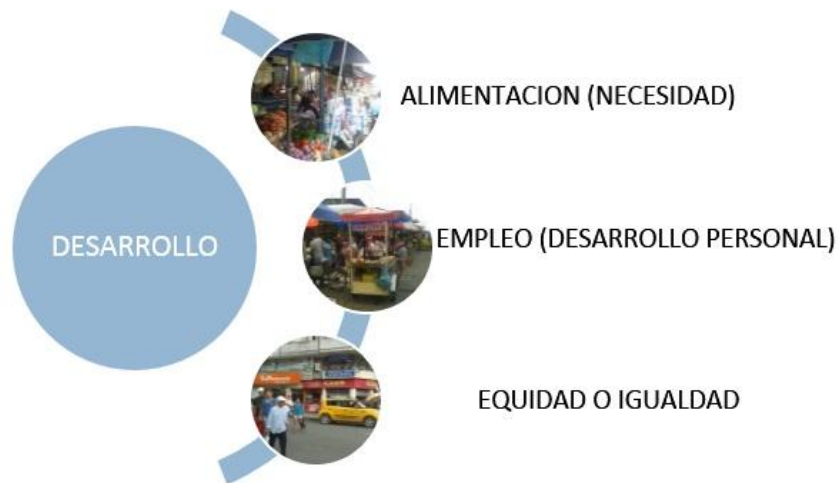 ALIMENTACION (NECESIDAD)
DESARROLLO
EMPLEO (DESARROLLO PERSONAL)
EQUIDAD O IGUALDAD